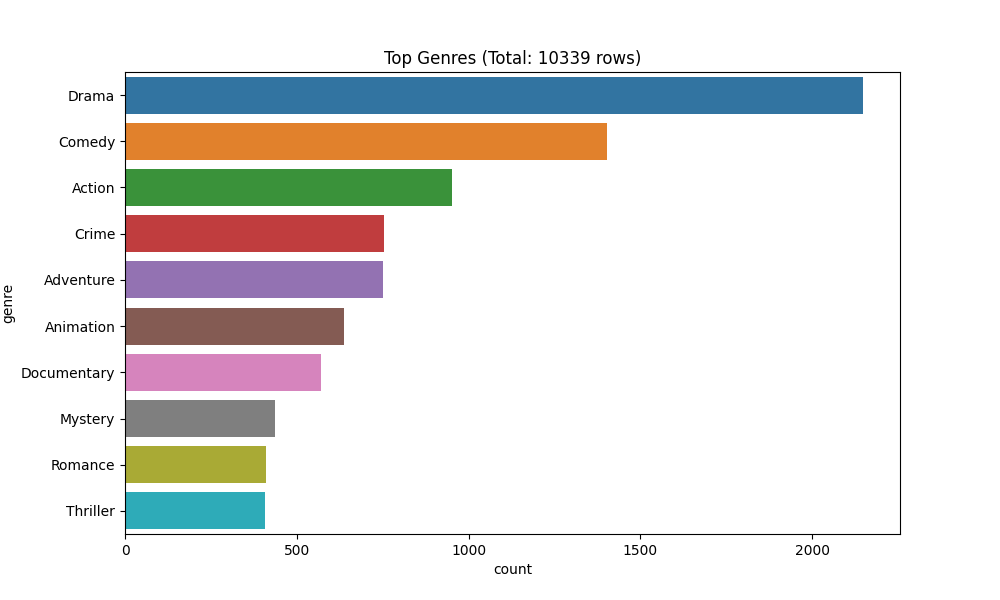 Top Genres (Total: 10339 rows)
genre
Drama
Comedy
Action
Crime
Adventure
Animation
Documentary
Mystery
Romance
Thriller
0 500 1000 1500 2000
count